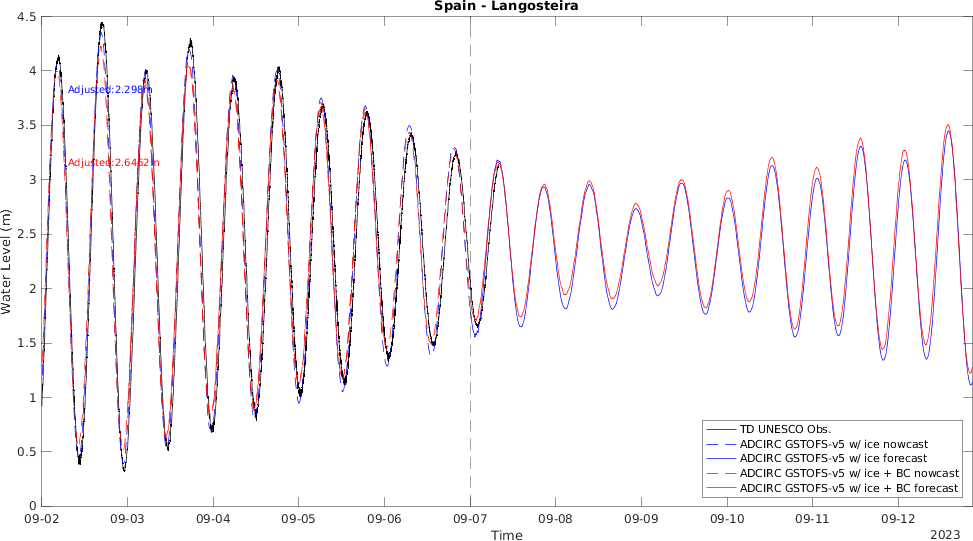 Spain - Langosteira
4.5
4
3.5
3
2.5
2
1.5
1
0.5
0
Water Level (m)
Adjusted:2.298m
Adjusted:2.6462m
TD UNESCO Obs.
ADCIRC GSTOFS-v5 w/ ice nowcast
ADCIRC GSTOFS-v5 w/ ice forecast
ADCIRC GSTOFS-v5 w/ ice + BC nowcast
ADCIRC GSTOFS-v5 w/ ice + BC forecast
09-02 09-03 09-04 09-05 09-06 09-07 09-08 09-09 09-10 09-11 09-12
Time
2023